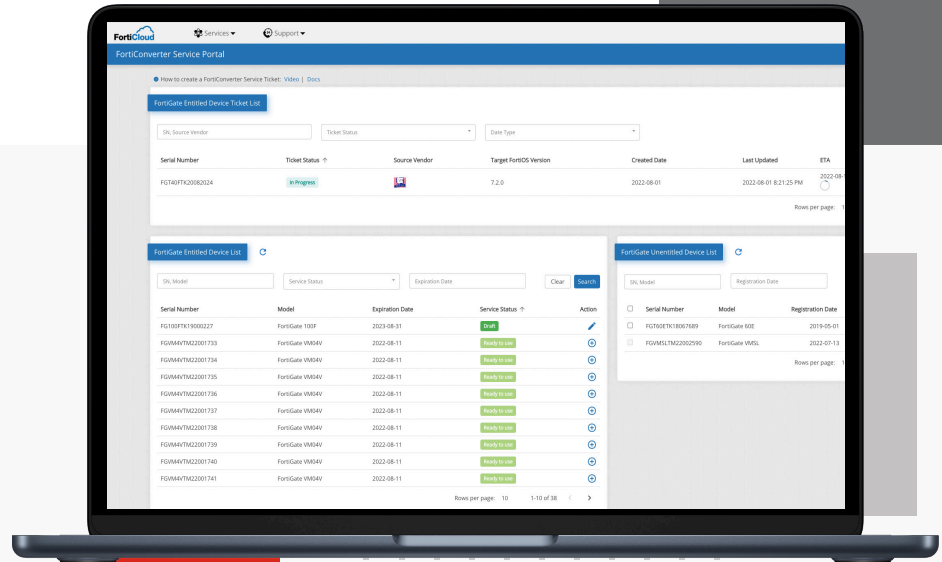 FortiCloud Services Support
FortiConverter Service Portal
How to create a FortiConverter Service Ticket: Video | Docs
FortiGate Entitled Device Ticket List
SN, Source Vendor Ticket Status Date Type
Serial Number Ticket Status ↑ Source Vendor Target FortiOS Version Created Date Last Updated ETA
FGT40FTK20082024 In Progress 7.2.0 2022-08-01 2022-08-01 8:21:25 PM 2022-08-
Rows per page: 1
FortiGate Entitled Device List
SN, Model Service Status Expiration Date Clear Search
Serial Number Model Expiration Date Service Status ↑ Action
FG100FTK19000227 FortiGate 100F 2023-08-31 Draft
FGVM4VTM22001733 FortiGate VM04V 2022-08-11 Ready to use
FGVM4VTM22001734 FortiGate VM04V 2022-08-11 Ready to use
FGVM4VTM22001735 FortiGate VM04V 2022-08-11 Ready to use
FGVM4VTM22001736 FortiGate VM04V 2022-08-11 Ready to use
FGVM4VTM22001737 FortiGate VM04V 2022-08-11 Ready to use
FGVM4VTM22001738 FortiGate VM04V 2022-08-11 Ready to use
FGVM4VTM22001739 FortiGate VM04V 2022-08-11 Ready to use
FGVM4VTM22001740 FortiGate VM04V 2022-08-11 Ready to use
FGVM4VTM22001741 FortiGate VM04V 2022-08-11 Ready to use
Rows per page: 10 1-10 of 38
FortiGate Unentitled Device List
SN, Model Registration Date
Serial Number Model Registration Date
FGT60ETK18067689 FortiGate 60E 2019-05-01
FGVMSLTM22002590 FortiGate VMSL 2022-07-13
Rows per page: 1